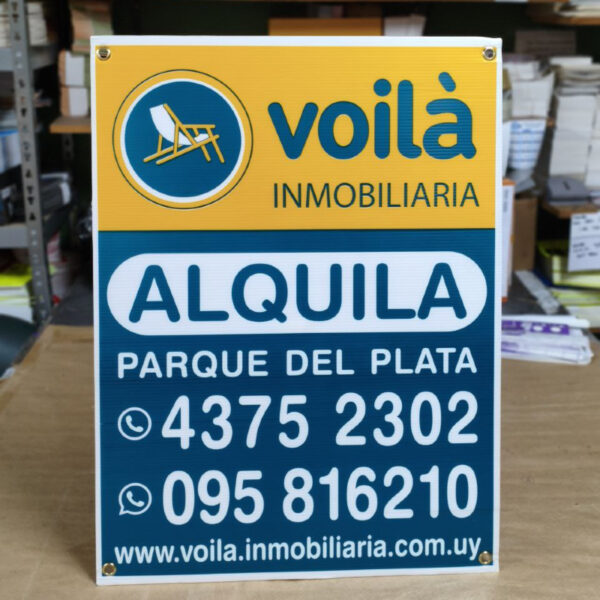 voilà
INMOBILIARIA
ALQUILA
PARQUE DEL PLATA
4375 2302
095 816210
www.voila.inmobiliaria.com.uy